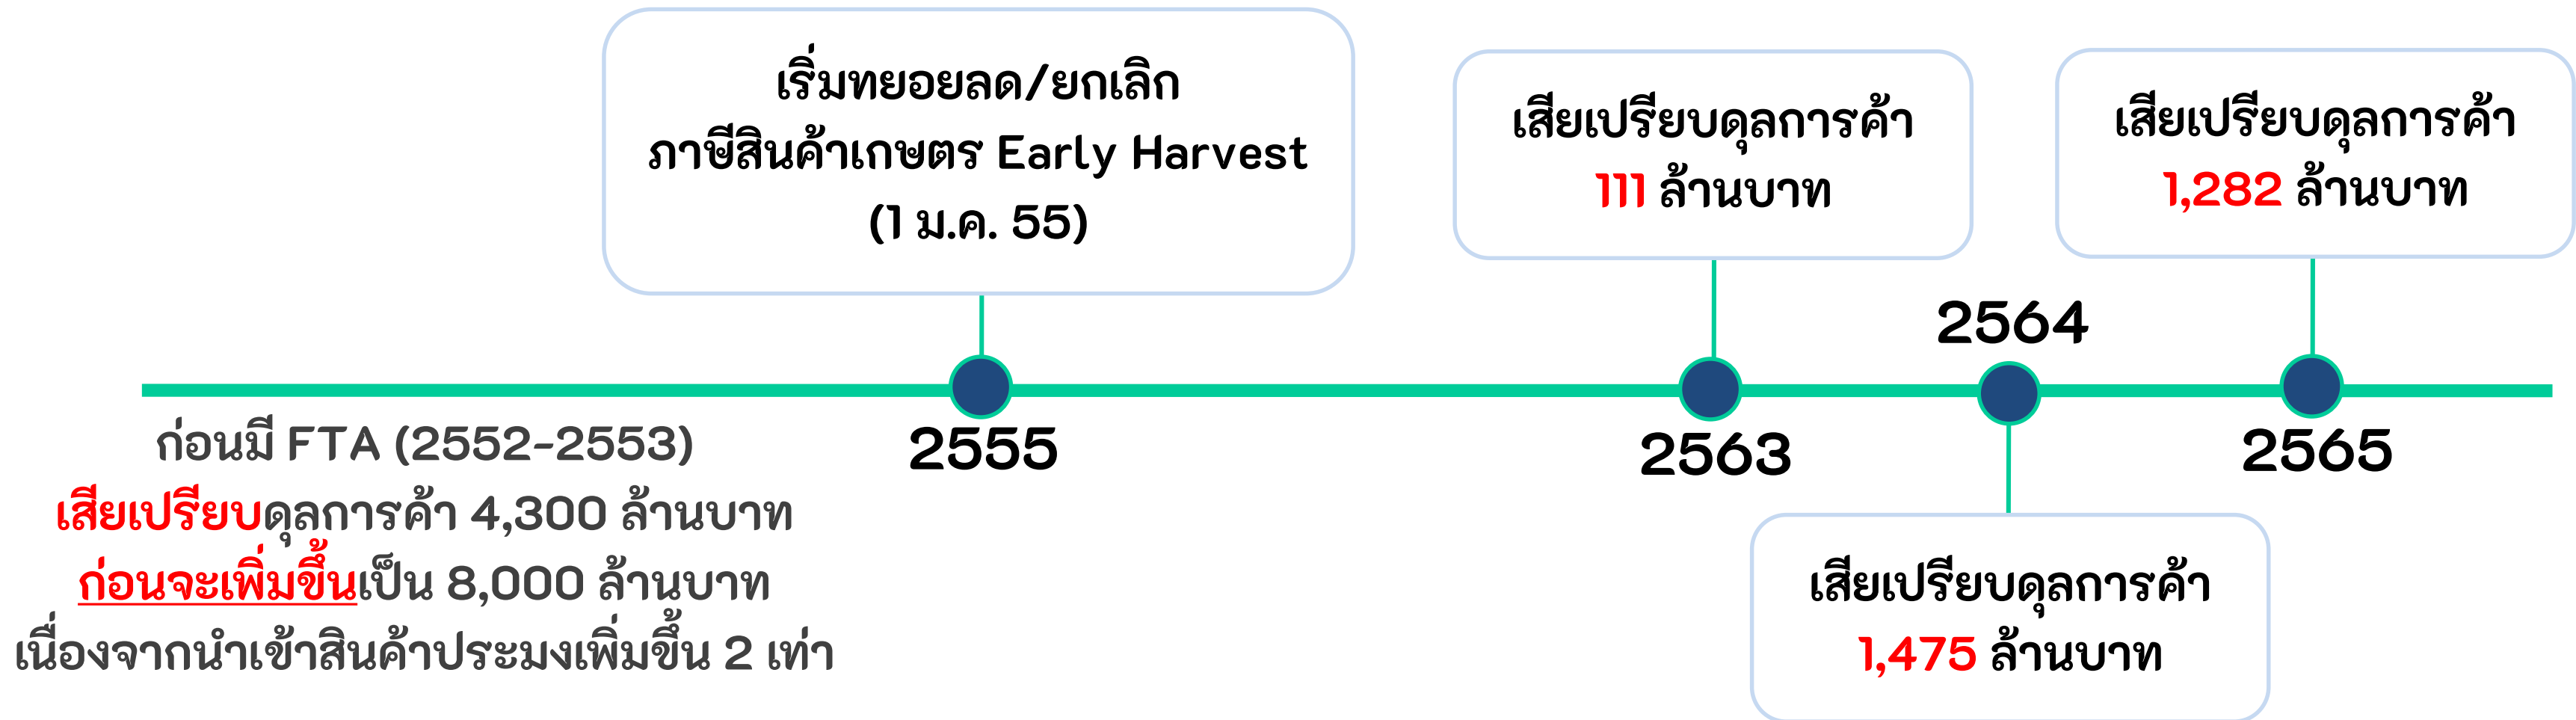 เริ่มทยอยลด/ยกเลิก
ภาษีสินค้าเกษตร Early Harvest
(1 ม.ค. 55)
เสียเปรียบดุลการค้า
111 ล้านบาท
เสียเปรียบดุลการค้า
1,282 ล้านบาท
2564
2555
2563
2565
ก่อนมี FTA (2552-2553)
เสียเปรียบดุลการค้า 4,300 ล้านบาท
ก่อนจะเพิ่มขึ้นเป็น 8,000 ล้านบาท
เนื่องจากนำเข้าสินค้าประมงเพิ่มขึ้น 2 เท่า
เสียเปรียบดุลการค้า
1,475 ล้านบาท